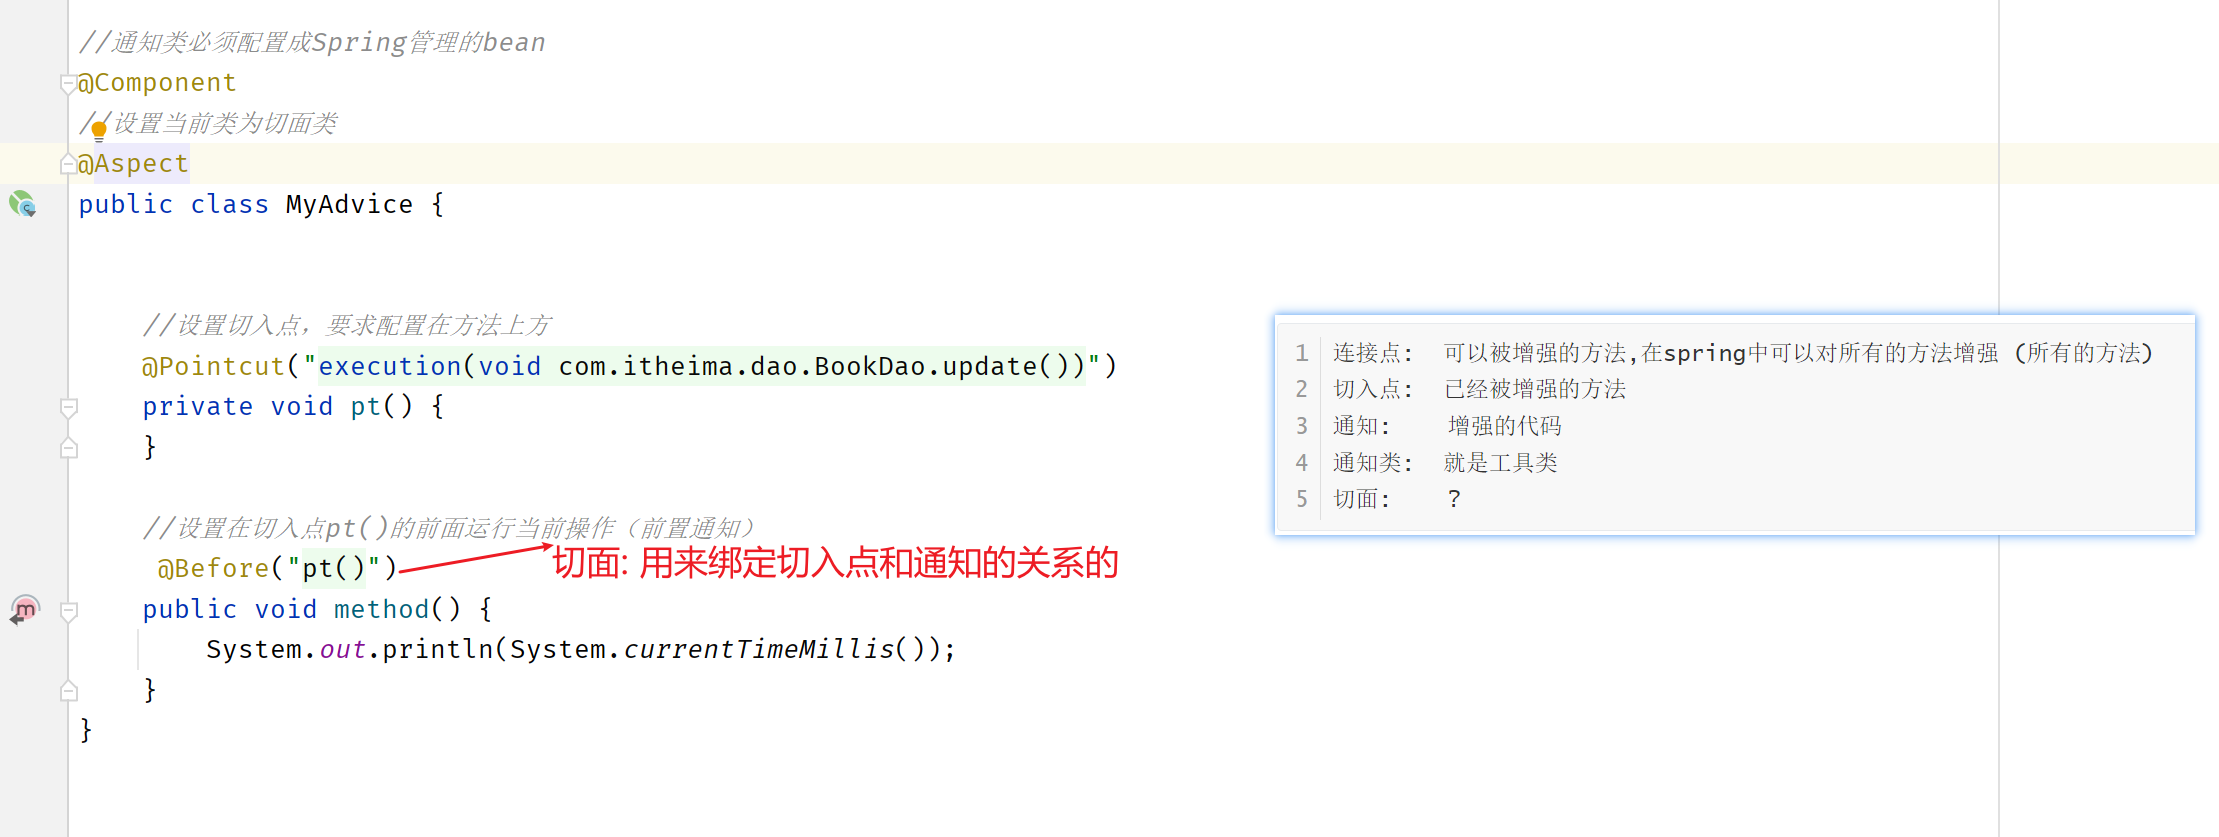 //通知类必须配置成Spring管理的bean
@Component
//设置当前类为切面类
@Aspect
public class MyAdvice {
//设置切入点，要求配置在方法上方
@Pointcut("execution(void com.itheima.dao.BookDao.update())")
private void pt() {
}
//设置在切入点pt()的前面运行当前操作（前置通知）
@Before("pt()")
切面: 用来绑定切入点和通知的关系的
public void method() {
System.out.println(System.currentTimeMillis());
}
}
1 连接点: 可以被增强的方法,在spring中可以对所有的方法增强 (所有的方法)
2 切入点: 已经被增强的方法
3 通知: 增强的代码
4 通知类: 就是工具类
5 切面: ?